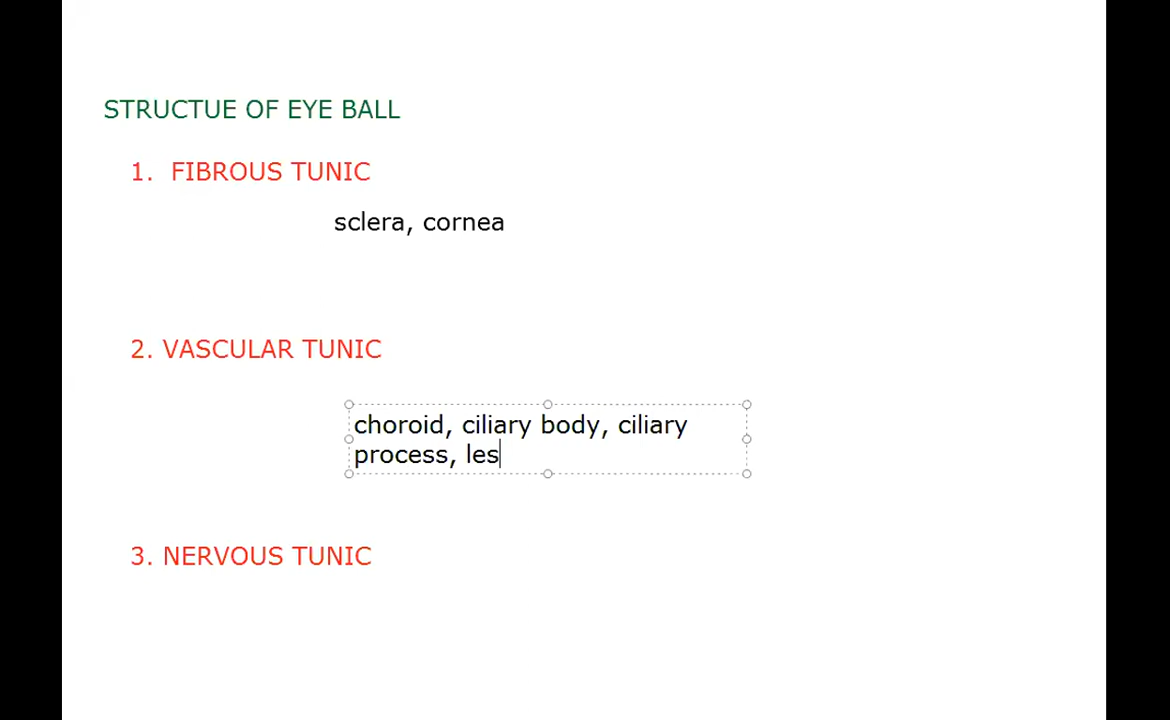 STRUCTUE OF EYE BALL
1. FIBROUS TUNIC
sclera, cornea
2. VASCULAR TUNIC
choroid, ciliary body, ciliary
process, les
3. NERVOUS TUNIC